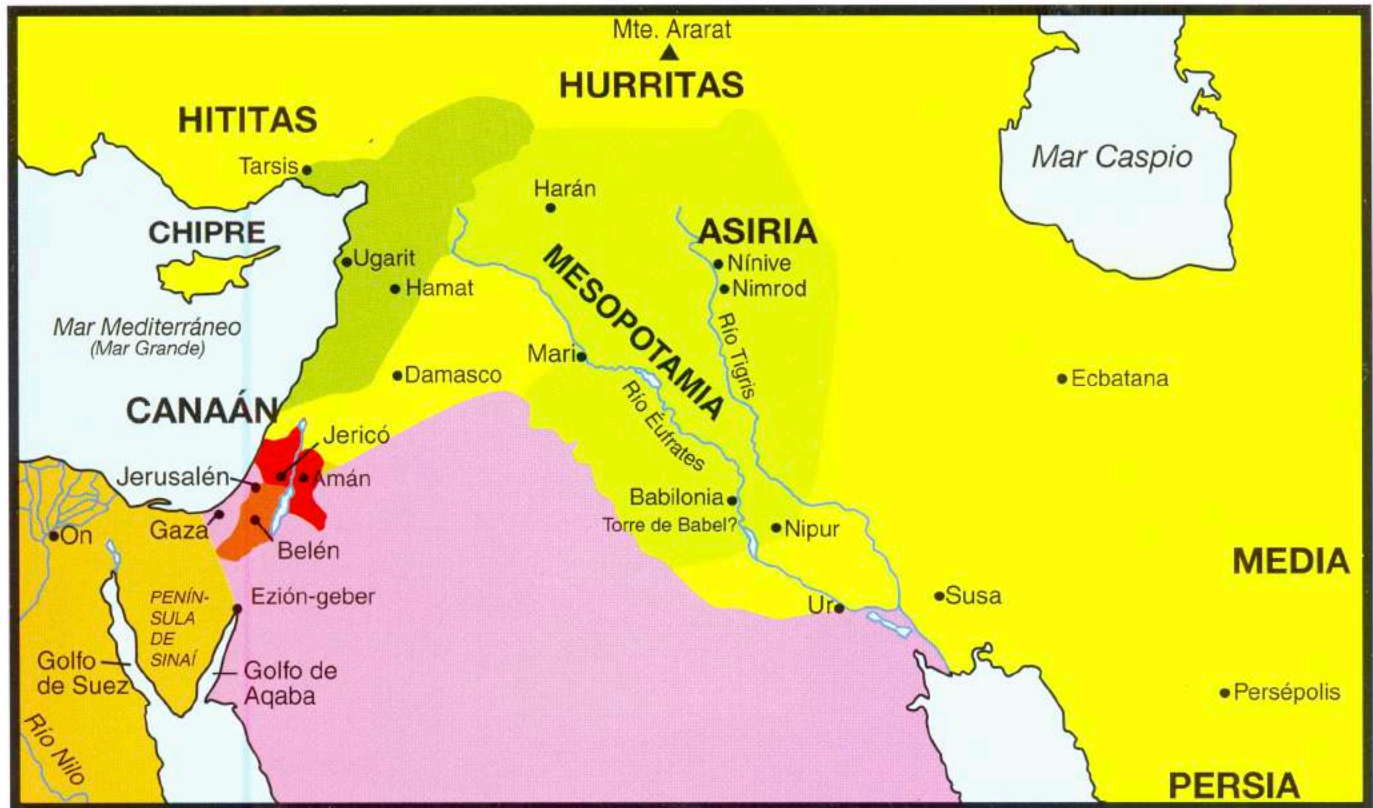 Mte. Ararat
HURRITAS
HITITAS
Tarsis
Mar Caspio
Harán
CHIPRE
ASIRIA
Ugarit
Nínive
Hamat
Nimrod
MESOPOTAMIA
Mar Mediterráneo
(Mar Grande)
Río Tigris
Mari
Damasco
Ecbatana
CANAÁN
Río Éufrates
Jericó
Jerusalén
Amán
Babilonia
Torre de Babel?
Nipur
Gaza
On
Belén
MEDIA
Ezión-geber
PENÍN-
SULA
DE
SINAÍ
Ur
Susa
Golfo
de Suez
Golfo de
Aqaba
Persépolis
Río Nilo
PERSIA